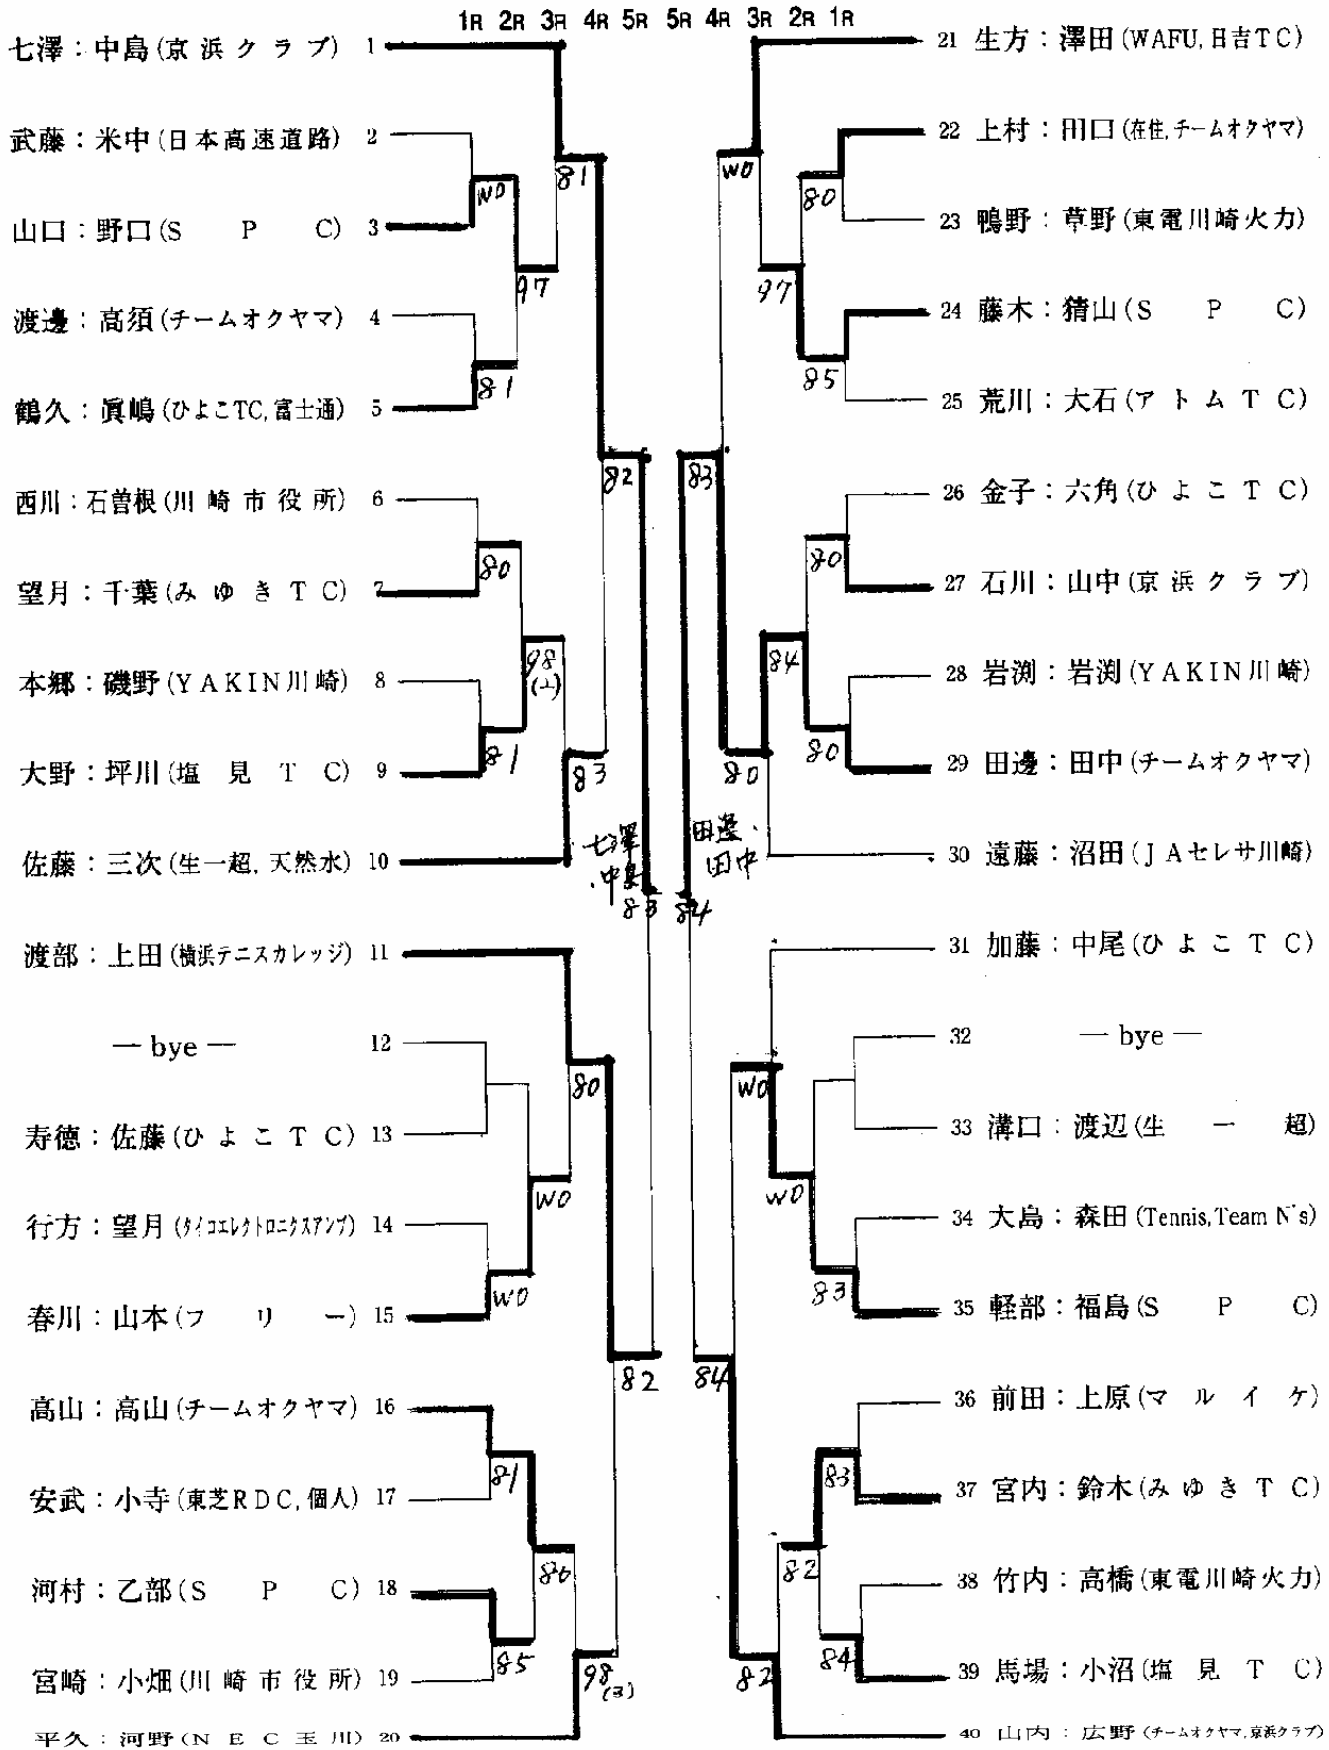 1R 2R 3R 4R 5R 5R 4R 3R 2R 1R
七澤：中島(京浜クラブ) 1
武藤：米中(日本高速道路) 2
WO
81
山口：野口(S P C) 3
97
渡邊：高須(チームオクヤマ) 4
81
鶴久：眞嶋(ひよこTC,富士通) 5
82
西川：石曽根(川崎市役所) 6
80
望月：千葉(みゆきTC) 7
98
本郷：磯野(YAKIN川崎) 8
81
大野：坪川(塩見TC) 9
83
佐藤：三次(生一超,天然水) 10
七澤・中島
83
渡部：上田(横浜テニスカレッジ) 11
― bye ― 12
80
寿徳：佐藤(ひよこTC) 13
WO
行方：望月(タイコエレクトロニクスアンプ) 14
WO
春川：山本(フリー) 15
82
高山：高山(チームオクヤマ) 16
81
安武：小寺(東芝RDC,個人) 17
86
河村：乙部(S P C) 18
85
宮崎：小畑(川崎市役所) 19
98(3)
平久：河野(NEC玉川) 20
21 生方：澤田(WAFU,日吉TC)
22 上村：田口(在住,チームオクヤマ)
WO
80
23 鴨野：草野(東電川崎火力)
97
24 藤木：猪山(S P C)
85
25 荒川：大石(アトムTC)
83
26 金子：六角(ひよこTC)
80
27 石川：山中(京浜クラブ)
84
28 岩渕：岩渕(YAKIN川崎)
80
29 田邊：田中(チームオクヤマ)
80
田邊・田中
30 遠藤：沼田(JAセレサ川崎)
84
31 加藤：中尾(ひよこTC)
32 ― bye ―
WO
33 溝口：渡辺(生一超)
WO
34 大島：森田(Tennis,Team N's)
83
35 軽部：福島(S P C)
84
36 前田：上原(マルイケ)
83
37 宮内：鈴木(みゆきTC)
82
38 竹内：高橋(東電川崎火力)
84
39 馬場：小沼(塩見TC)
82
40 山内：広野(チームオクヤマ,京浜クラブ)